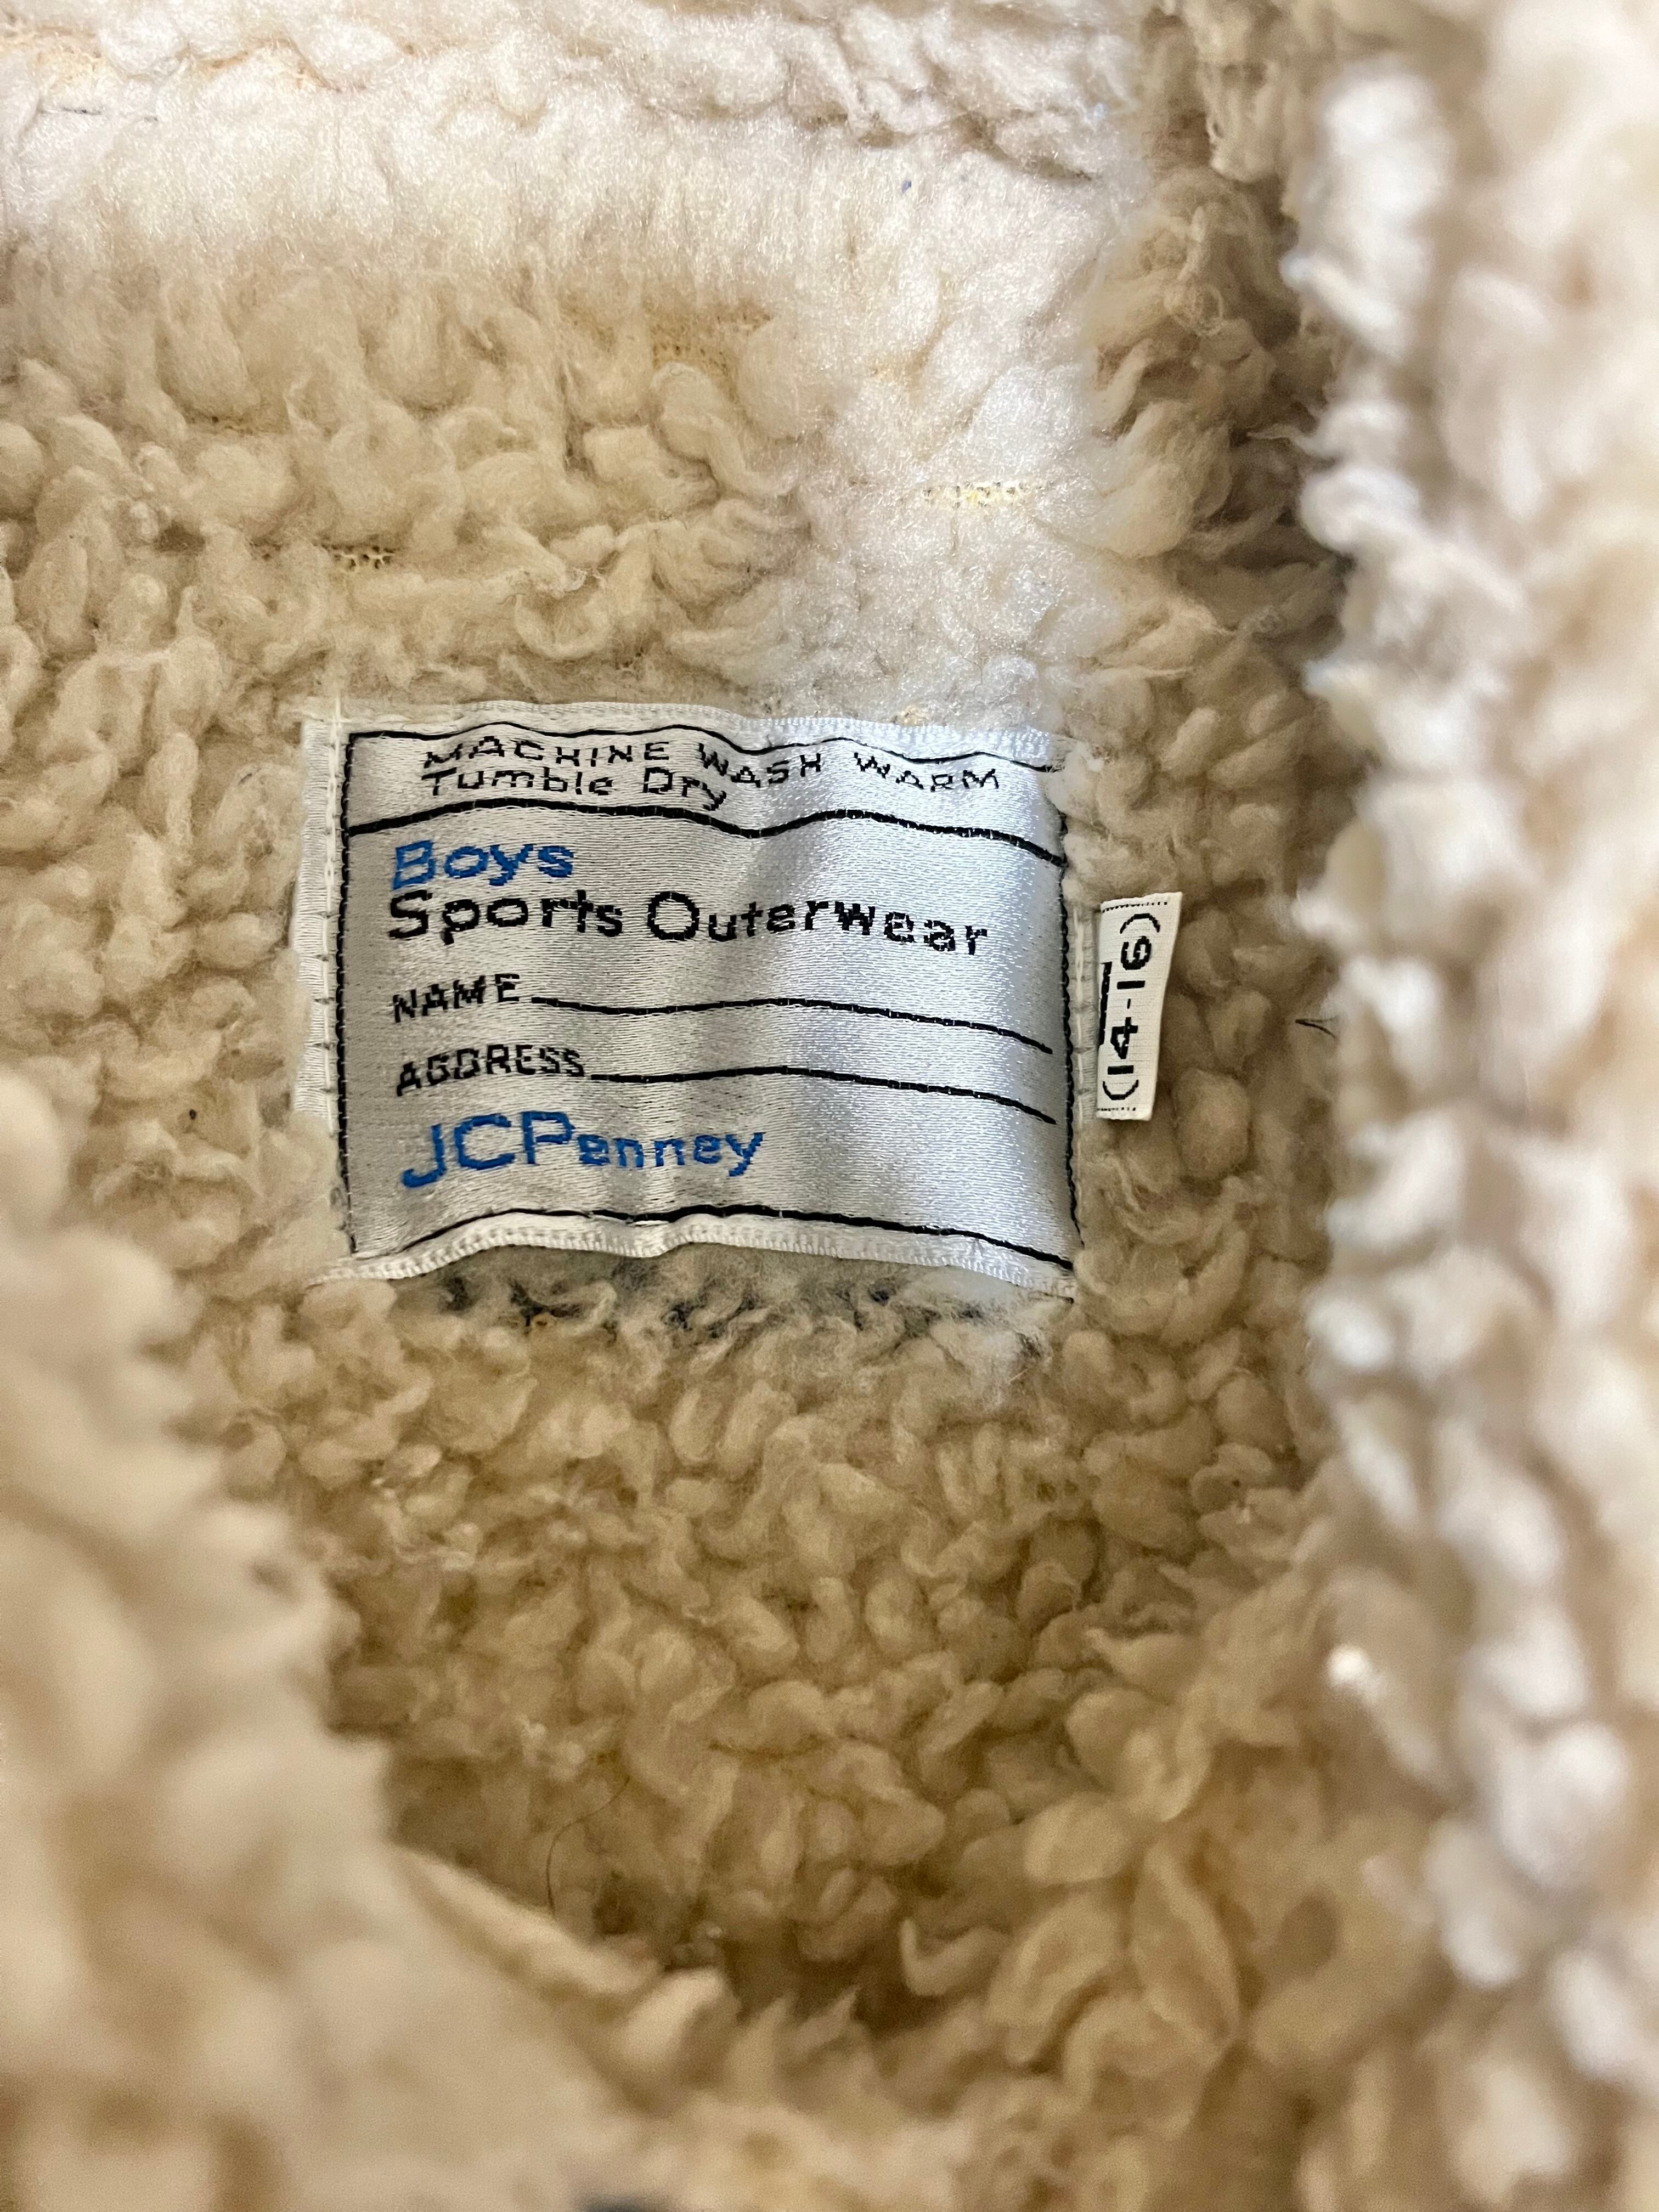 MACHINE WASH WARM
Tumble Dry
Boys
Sports Outerwear
NAME
ADDRESS
JCPenney
(14-16)